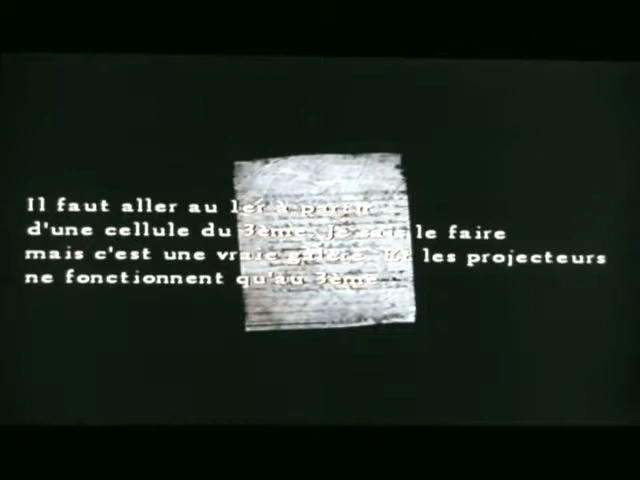 Il faut aller au 1er à partir
d'une cellule du 3ème. Je sais le faire
mais c'est une vraie galère. Et les projecteurs
ne fonctionnent qu'au 3ème.